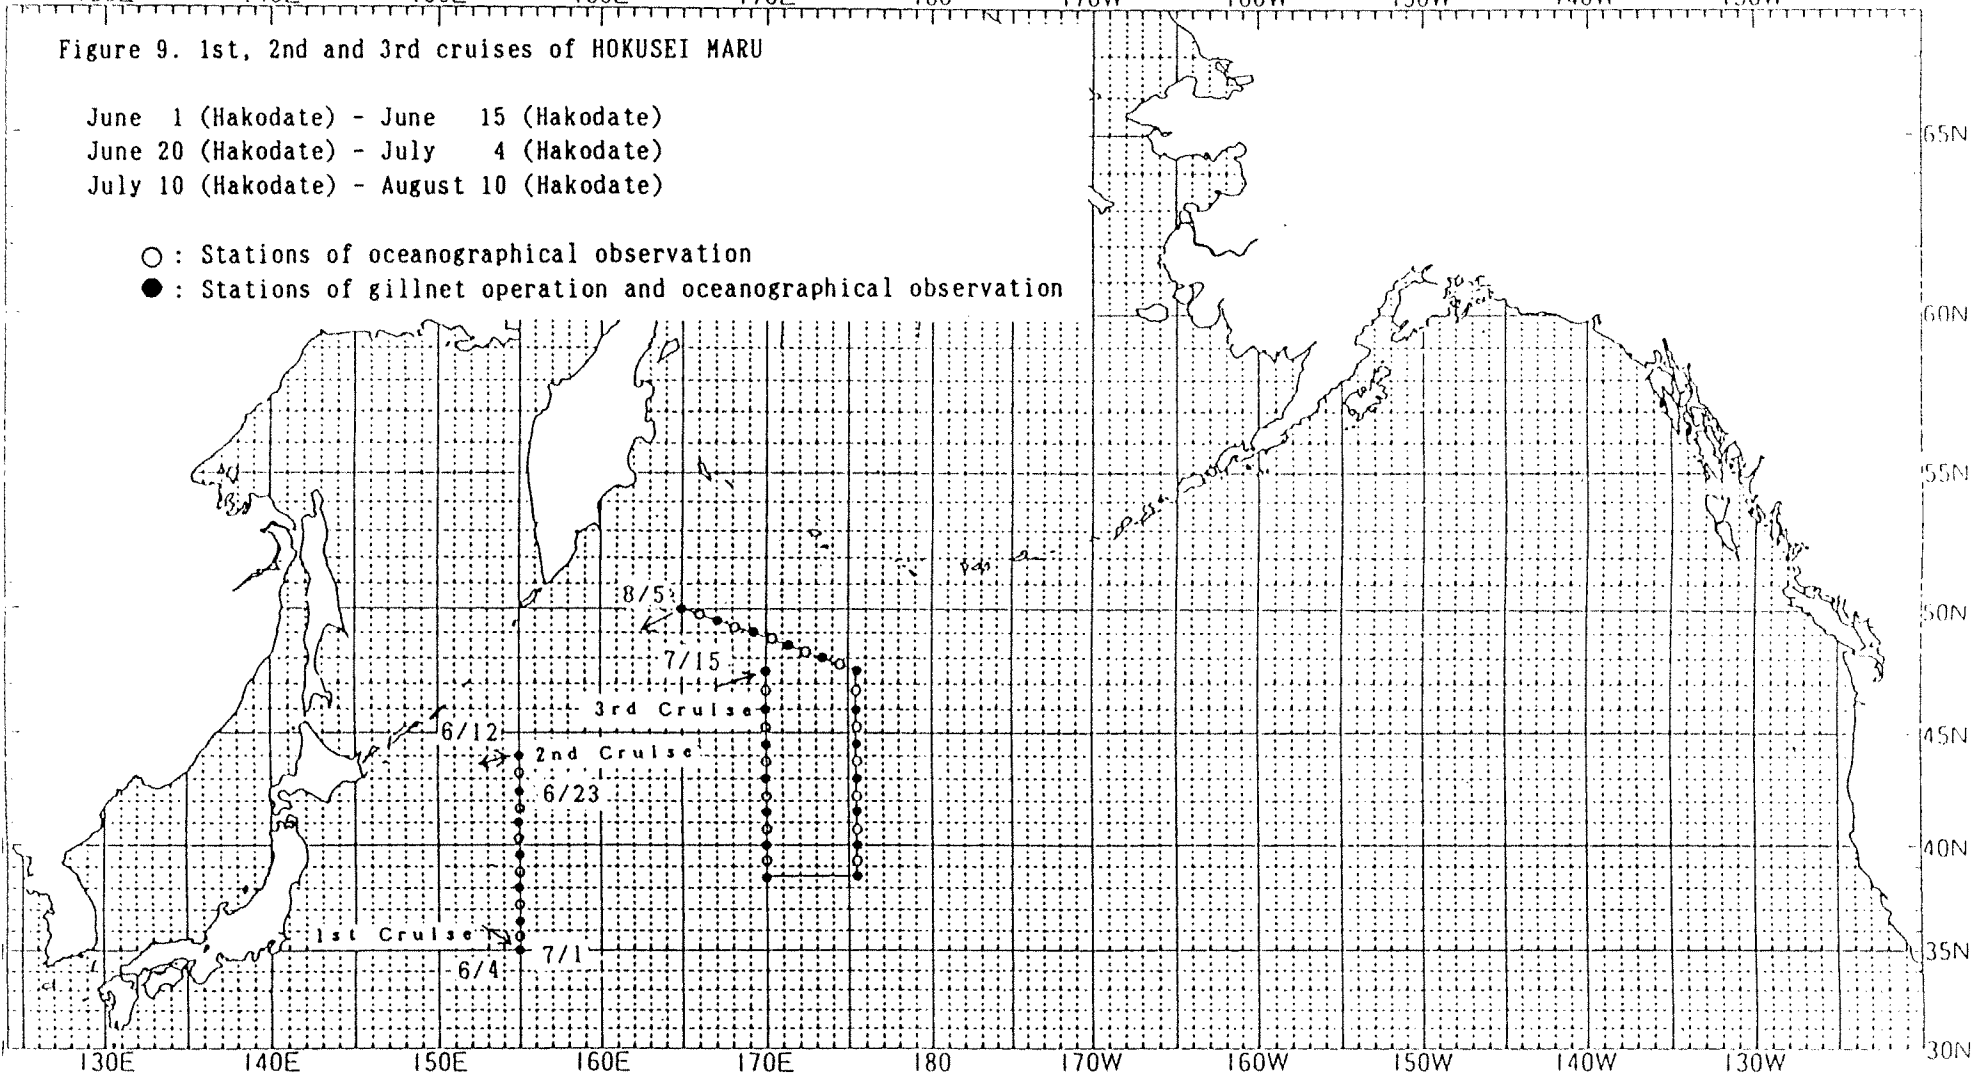 Figure 9. 1st, 2nd and 3rd cruises of HOKUSEI MARU
June 1 (Hakodate) - June 15 (Hakodate)
June 20 (Hakodate) - July 4 (Hakodate)
July 10 (Hakodate) - August 10 (Hakodate)
○ : Stations of oceanographical observation
● : Stations of gillnet operation and oceanographical observation
65N
60N
55N
8/5
50N
7/15
3rd Cruise
6/12
45N
2nd Cruise
6/23
40N
1st Cruise
7/1
35N
6/4
30N
130E 140E 150E 160E 170E 180 170W 160W 150W 140W 130W